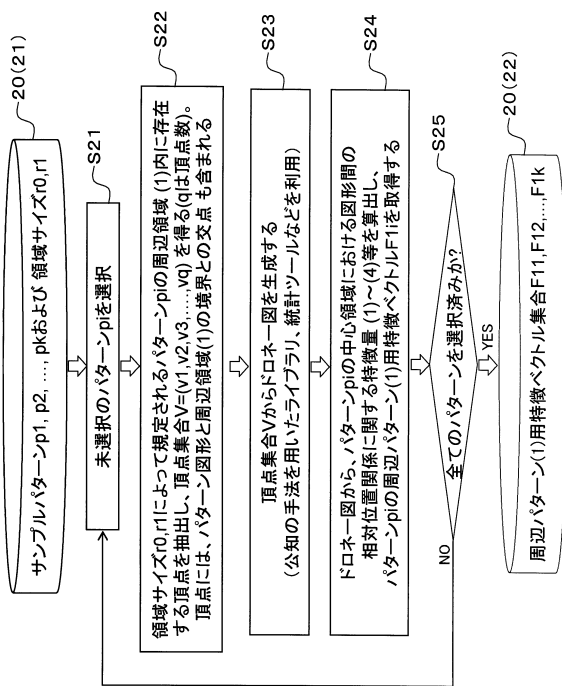 20(21)
サンプルパターンp1, p2, …, pkおよび 領域サイズr0,r1
S21
未選択のパターンpiを選択
S22
領域サイズr0,r1によって規定されるパターンpiの周辺領域 (1)内に存在
する頂点を抽出し、頂点集合V=(v1,v2,v3,……,vq) を得る(qは頂点数)。
頂点には、パターン図形と周辺領域(1)の境界との交点 も含まれる
S23
頂点集合Vからドロネー図を生成する
(公知の手法を用いたライブラリ、統計ツールなどを利用)
S24
ドロネー図から、パターンpiの中心領域における図形間の
相対位置関係に関する特徴量 (1)～(4)等を算出し、
パターンpiの周辺パターン(1)用特徴ベクトルF1iを取得する
S25
全てのパターンを選択済みか?
NO
YES
20(22)
周辺パターン(1)用特徴ベクトル集合F11,F12,…,F1k